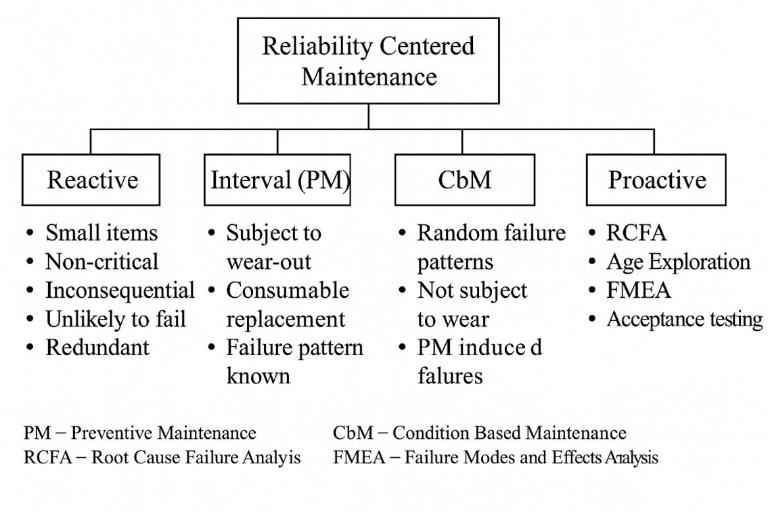 Reliability Centered
Maintenance
Reactive
• Small items
• Non-critical
• Inconsequential
• Unlikely to fail
• Redundant
Interval (PM)
• Subject to
wear-out
• Consumable
replacement
• Failure pattern
known
CbM
• Random failure
patterns
• Not subject
to wear
• PM induce d
falures
Proactive
• RCFA
• Age Exploration
• FMEA
• Acceptance testing
PM – Preventive Maintenance
CbM – Condition Based Maintenance
RCFA – Root Cause Failure Analyis
FMEA – Failure Modes and Effects Analysis